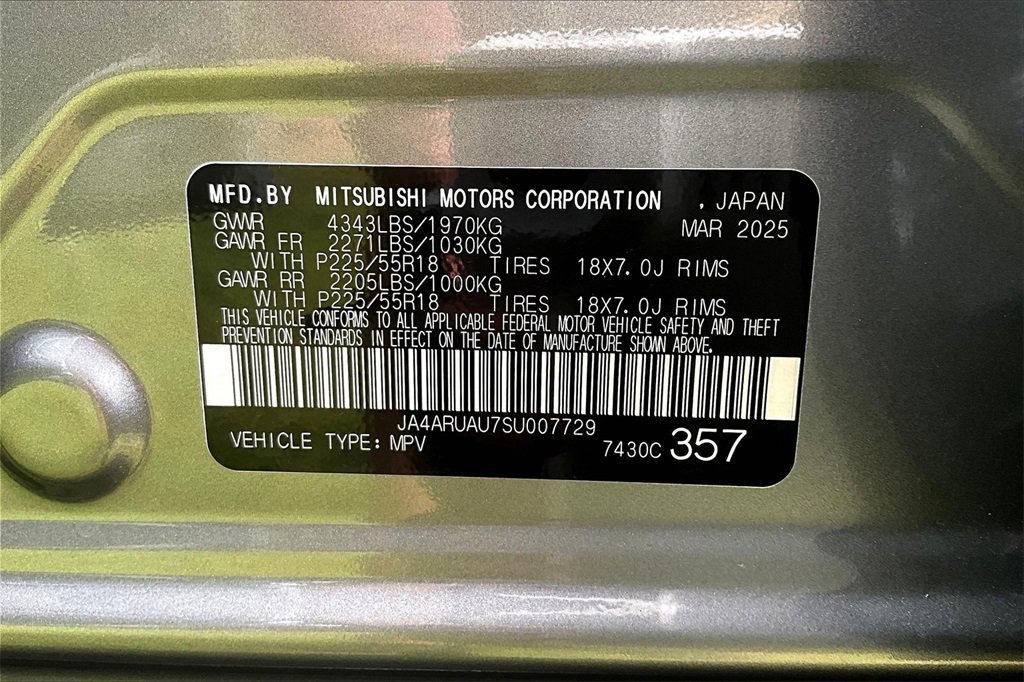 MFD.BY MITSUBISHI MOTORS CORPORATION , JAPAN
GVWR 4343LBS/1970KG MAR 2025
GAWR FR 2271LBS/1030KG
WITH P225/55R18 TIRES 18X7.0J RIMS
GAWR RR 2205LBS/1000KG
WITH P225/55R18 TIRES 18X7.0J RIMS
THIS VEHICLE CONFORMS TO ALL APPLICABLE FEDERAL MOTOR VEHICLE SAFETY AND THEFT
PREVENTION STANDARDS IN EFFECT ON THE DATE OF MANUFACTURE SHOWN ABOVE.
JA4ARUAU7SU007729
VEHICLE TYPE: MPV 7430C 357